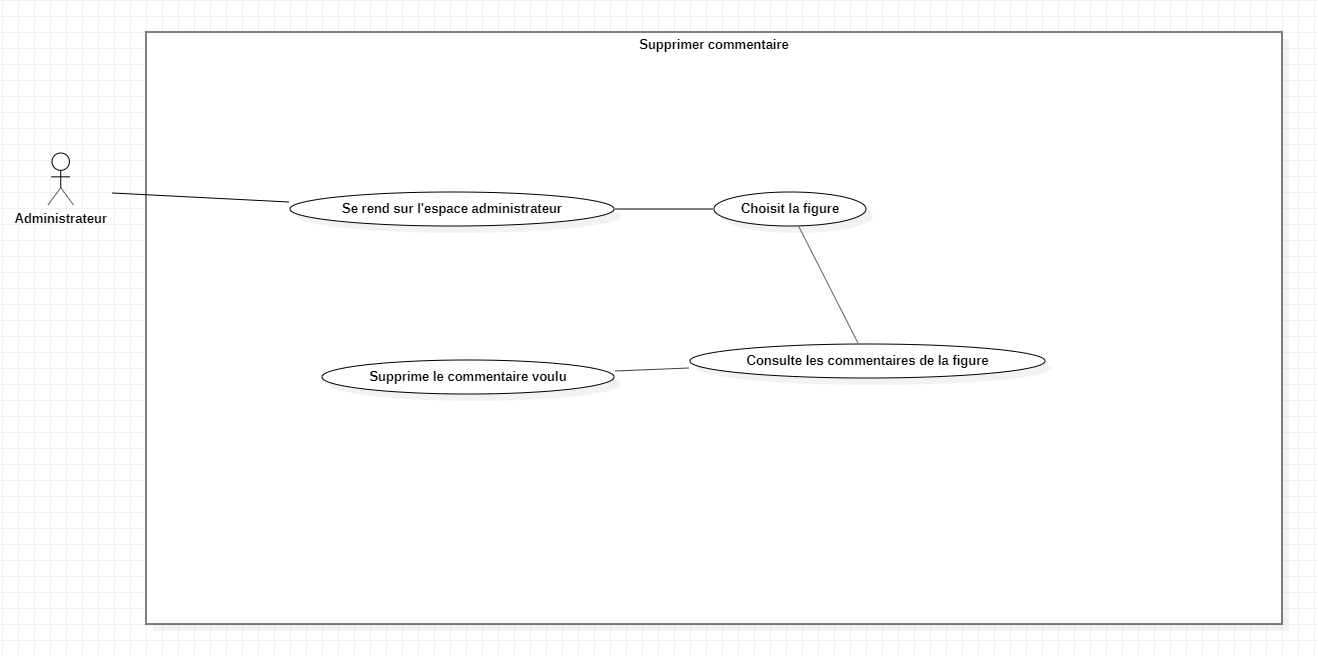 Supprimer commentaire
Administrateur
Se rend sur l'espace administrateur
Choisit la figure
Consulte les commentaires de la figure
Supprime le commentaire voulu